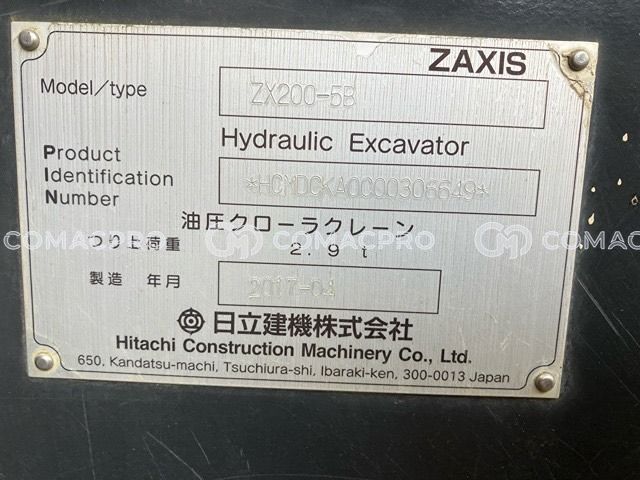 ZAXIS
Model/type ZX200-5B
Hydraulic Excavator
Product
Identification *HCMDCKA0C00306649*
Number
油圧クローラクレーン
つり上荷重 2.9 t
製造 年月 2017-04
日立建機株式会社
Hitachi Construction Machinery Co., Ltd.
650, Kandatsu-machi, Tsuchiura-shi, Ibaraki-ken, 300-0013 Japan
COMACPRO COMACPRO COMACPRO